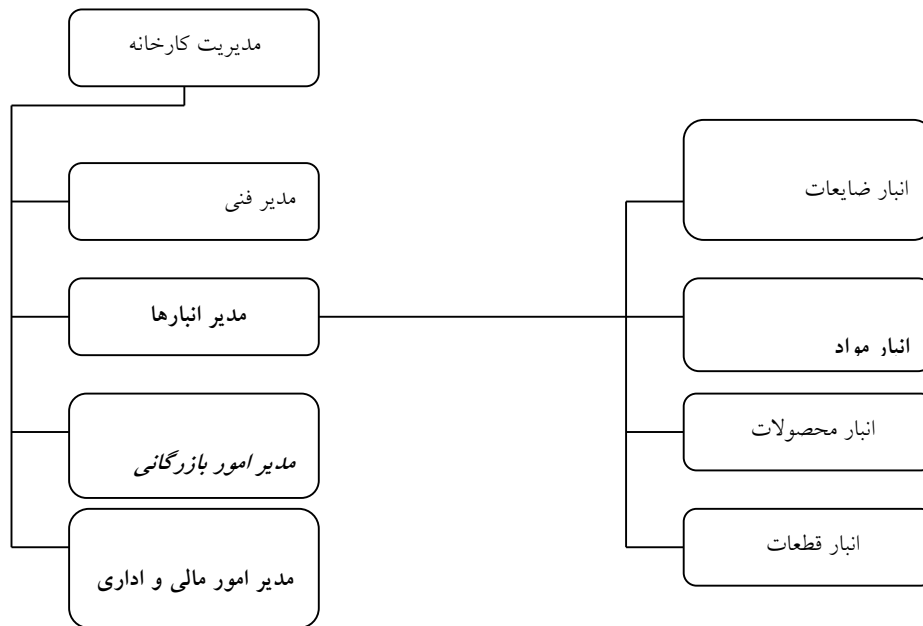 مدیریت کارخانه
مدیر فنی
مدیر انبارها
مدیر امور بازرگانی
مدیر امور مالی و اداری
انبار ضایعات
انبار مواد
انبار محصولات
انبار قطعات